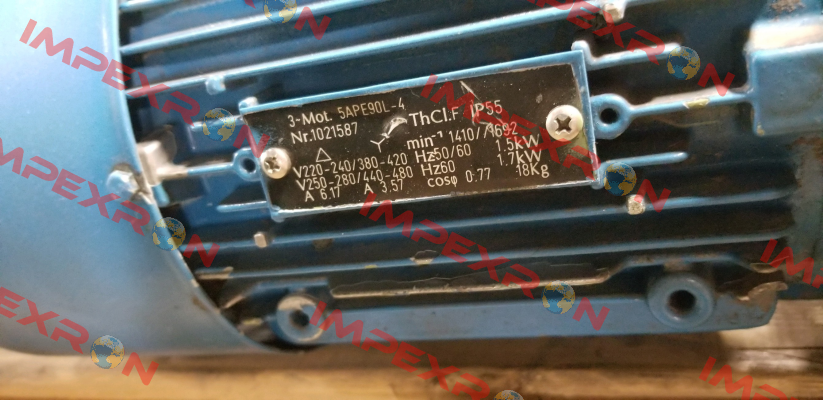 3-Mot. 5APE90L-4
Nr.1021587 ThCl.F IP55
min⁻¹ 1410/1692
△ Y
V220-240/380-420 Hz50/60 1.5kW
V250-280/440-480 Hz60 1.7kW
A 6.17 A 3.57 cosφ 0.77 18Kg
IMPEXRON
IMPEXRON
IMPEXRON
IMPEXRON
IMPEXRON
IMPEXRON